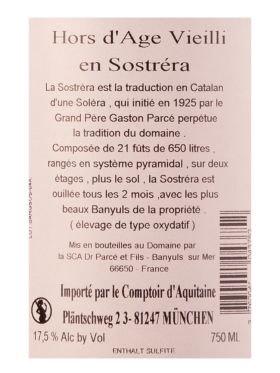 Hors d'Age Vieilli
en Sostréra
La Sostréra est la traduction en Catalan
d'une Soléra , qui initié en 1925 par le
Grand Père Gaston Parcé perpétue
la tradition du domaine .
Composée de 21 fûts de 650 litres ,
rangés en système pyramidal , sur deux
étages , plus le sol , la Sostréra est
ouillée tous les 2 mois ,avec les plus
beaux Banyuls de la propriété .
( élevage de type oxydatif )
Mis en bouteilles au Domaine par
la SCA Dr Parcé et Fils - Banyuls sur Mer
66650 - France
Importé par le Comptoir d'Aquitaine
Pläntschweg 2 3- 81247 MÜNCHEN
17,5 % Alc by Vol 750 Ml.
ENTHALT SULFITE